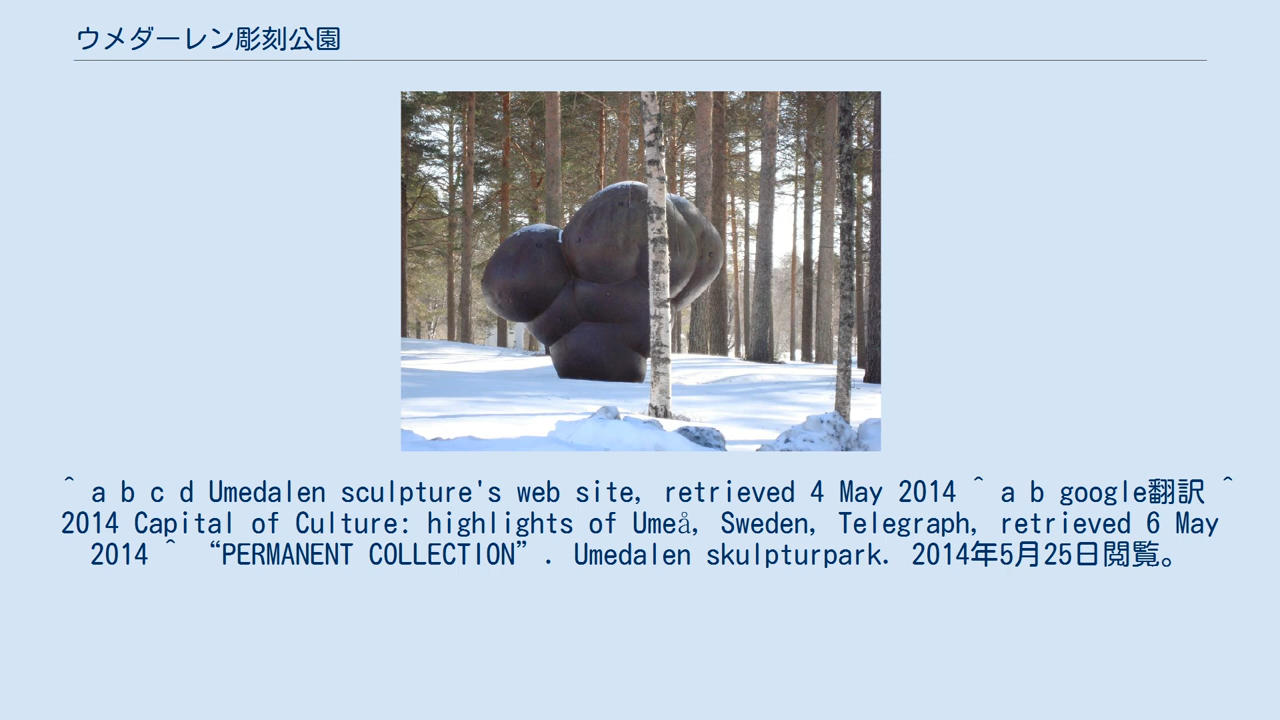 ウメダーレン彫刻公園
^ a b c d Umedalen sculpture's web site, retrieved 4 May 2014 ^ a b google翻訳 ^
2014 Capital of Culture: highlights of Umeå, Sweden, Telegraph, retrieved 6 May
2014 ^ “PERMANENT COLLECTION”. Umedalen skulpturpark. 2014年5月25日閲覧。